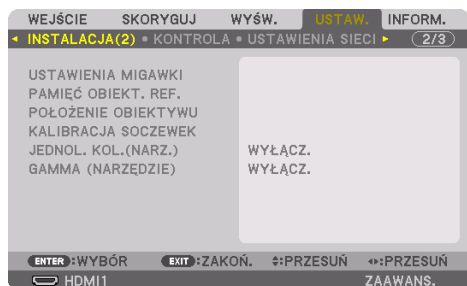 WEJŚCIE SKORYGUJ WYŚW. USTAW. INFORM.
INSTALACJA(2) • KONTROLA • USTAWIENIA SIECI 2/3
USTAWIENIA MIGAWKI
PAMIĘĆ OBIEKT. REF.
POŁOŻENIE OBIEKTYWU
KALIBRACJA SOCZEWEK
JEDNOL. KOL.(NARZ.) WYŁĄCZ.
GAMMA (NARZĘDZIE) WYŁĄCZ.
ENTER :WYBÓR EXIT :ZAKOŃ. :PRZESUŃ :PRZESUŃ
HDMI1 ZAAWANS.